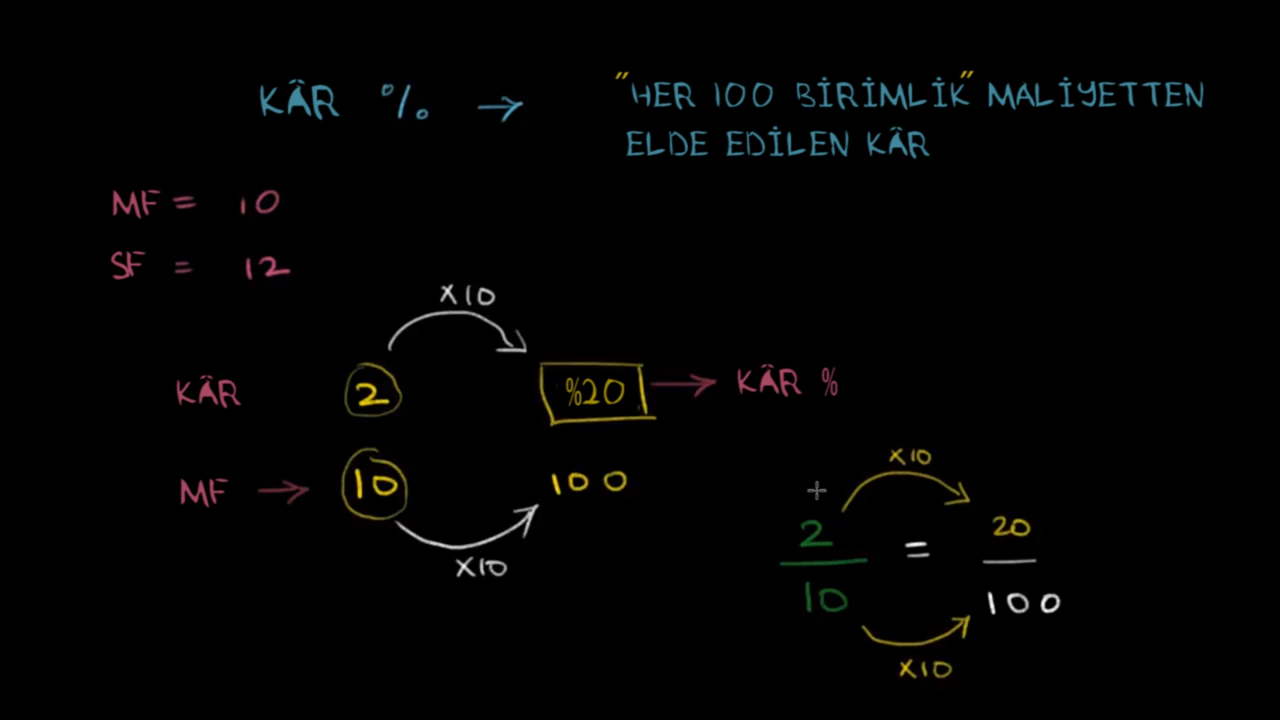 KÂR % → "HER 100 BİRİMLİK" MALİYETTEN
ELDE EDİLEN KÂR
MF = 10
SF = 12
X10
KÂR 2 %20 → KÂR %
MF → 10 100
X10
X10
2 = 20
10 100
X10